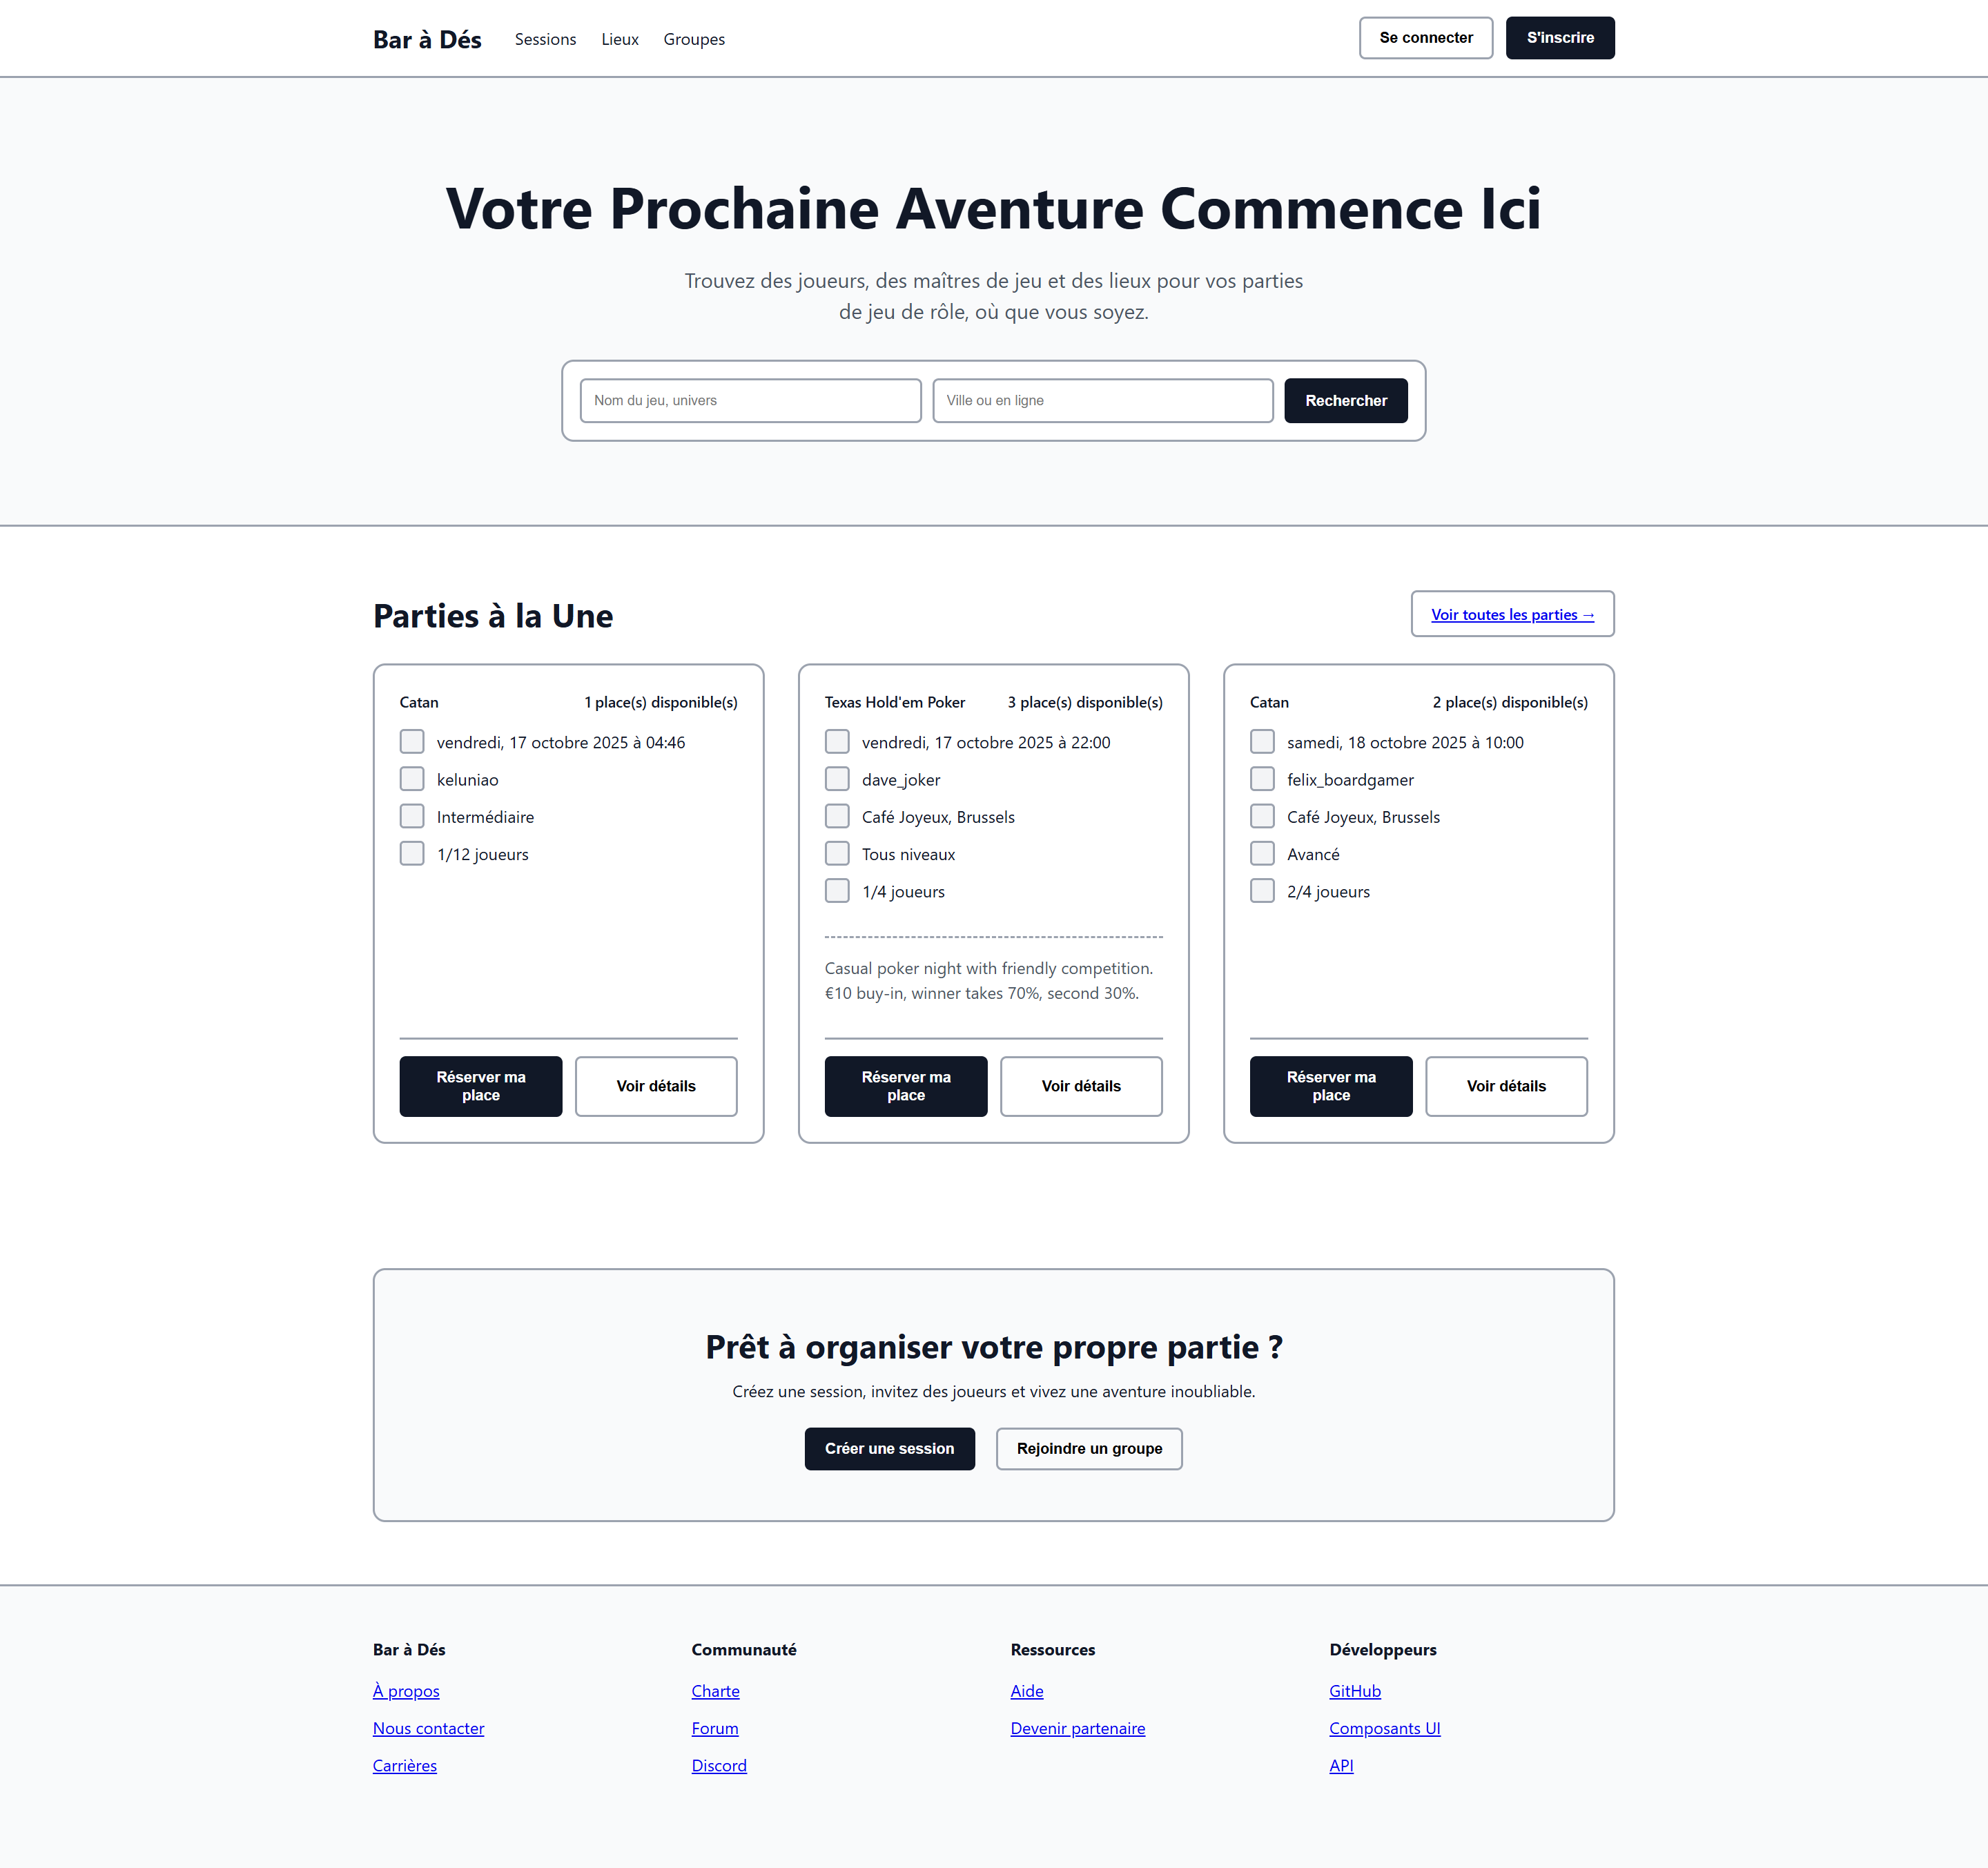 Bar à Dés
Sessions
Lieux
Groupes
Se connecter
S'inscrire
Votre Prochaine Aventure Commence Ici
Trouvez des joueurs, des maîtres de jeu et des lieux pour vos parties
de jeu de rôle, où que vous soyez.
Nom du jeu, univers
Ville ou en ligne
Rechercher
Parties à la Une
Voir toutes les parties →
Catan
1 place(s) disponible(s)
vendredi, 17 octobre 2025 à 04:46
keluniao
Intermédiaire
1/12 joueurs
Réserver ma
place
Voir détails
Texas Hold'em Poker
3 place(s) disponible(s)
vendredi, 17 octobre 2025 à 22:00
dave_joker
Café Joyeux, Brussels
Tous niveaux
1/4 joueurs
Casual poker night with friendly competition.
€10 buy-in, winner takes 70%, second 30%.
Réserver ma
place
Voir détails
Catan
2 place(s) disponible(s)
samedi, 18 octobre 2025 à 10:00
felix_boardgamer
Café Joyeux, Brussels
Avancé
2/4 joueurs
Réserver ma
place
Voir détails
Prêt à organiser votre propre partie ?
Créez une session, invitez des joueurs et vivez une aventure inoubliable.
Créer une session
Rejoindre un groupe
Bar à Dés
À propos
Nous contacter
Carrières
Communauté
Charte
Forum
Discord
Ressources
Aide
Devenir partenaire
Développeurs
GitHub
Composants UI
API